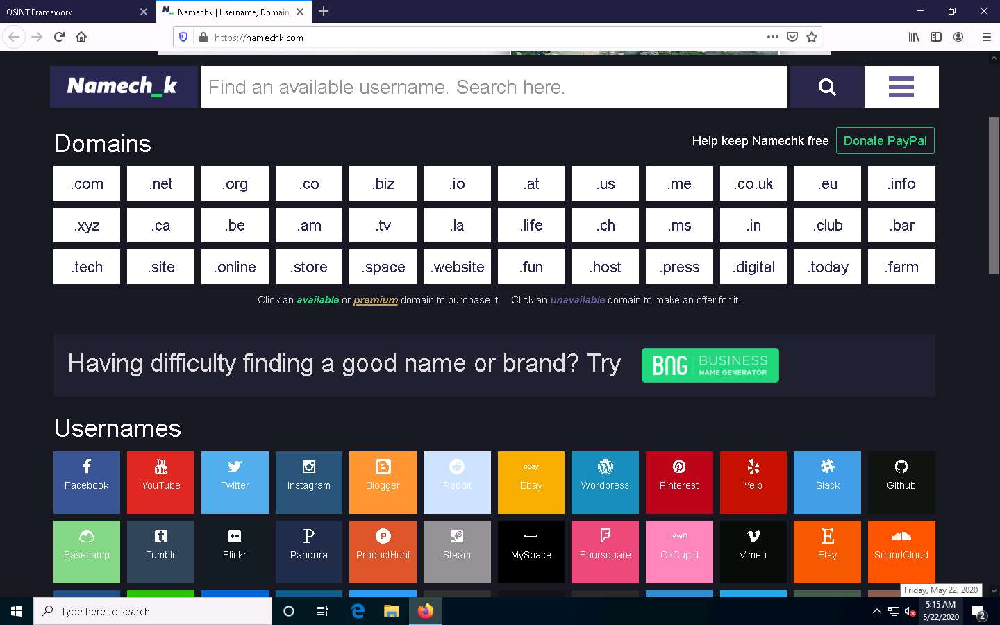 OSINT Framework
Namechk | Username, Domain,
https://namechk.com
Namech_k
Find an available username. Search here.
Domains
Help keep Namechk free
Donate PayPal
.com .net .org .co .biz .io .at .us .me .co.uk .eu .info
.xyz .ca .be .am .tv .la .life .ch .ms .in .club .bar
.tech .site .online .store .space .website .fun .host .press .digital .today .farm
Click an available or premium domain to purchase it. Click an unavailable domain to make an offer for it.
Having difficulty finding a good name or brand? Try
BNG BUSINESS
NAME GENERATOR
Usernames
You
Tube
ebay
Facebook YouTube Twitter Instagram Blogger Reddit Ebay Wordpress Pinterest Yelp Slack Github
Basecamp Tumblr Flickr Pandora ProductHunt Steam MySpace Foursquare OkCupid Vimeo Etsy SoundCloud
Friday, May 22, 2020
Type here to search
5:15 AM
5/22/2020
2